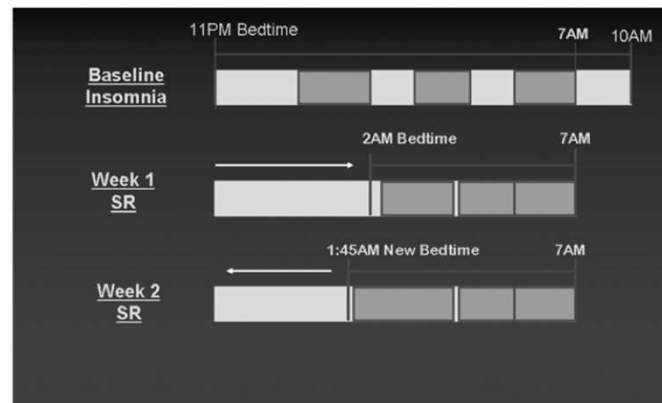 11PM Bedtime 7AM 10AM
Baseline
Insomnia
2AM Bedtime 7AM
Week 1
SR
1:45AM New Bedtime 7AM
Week 2
SR